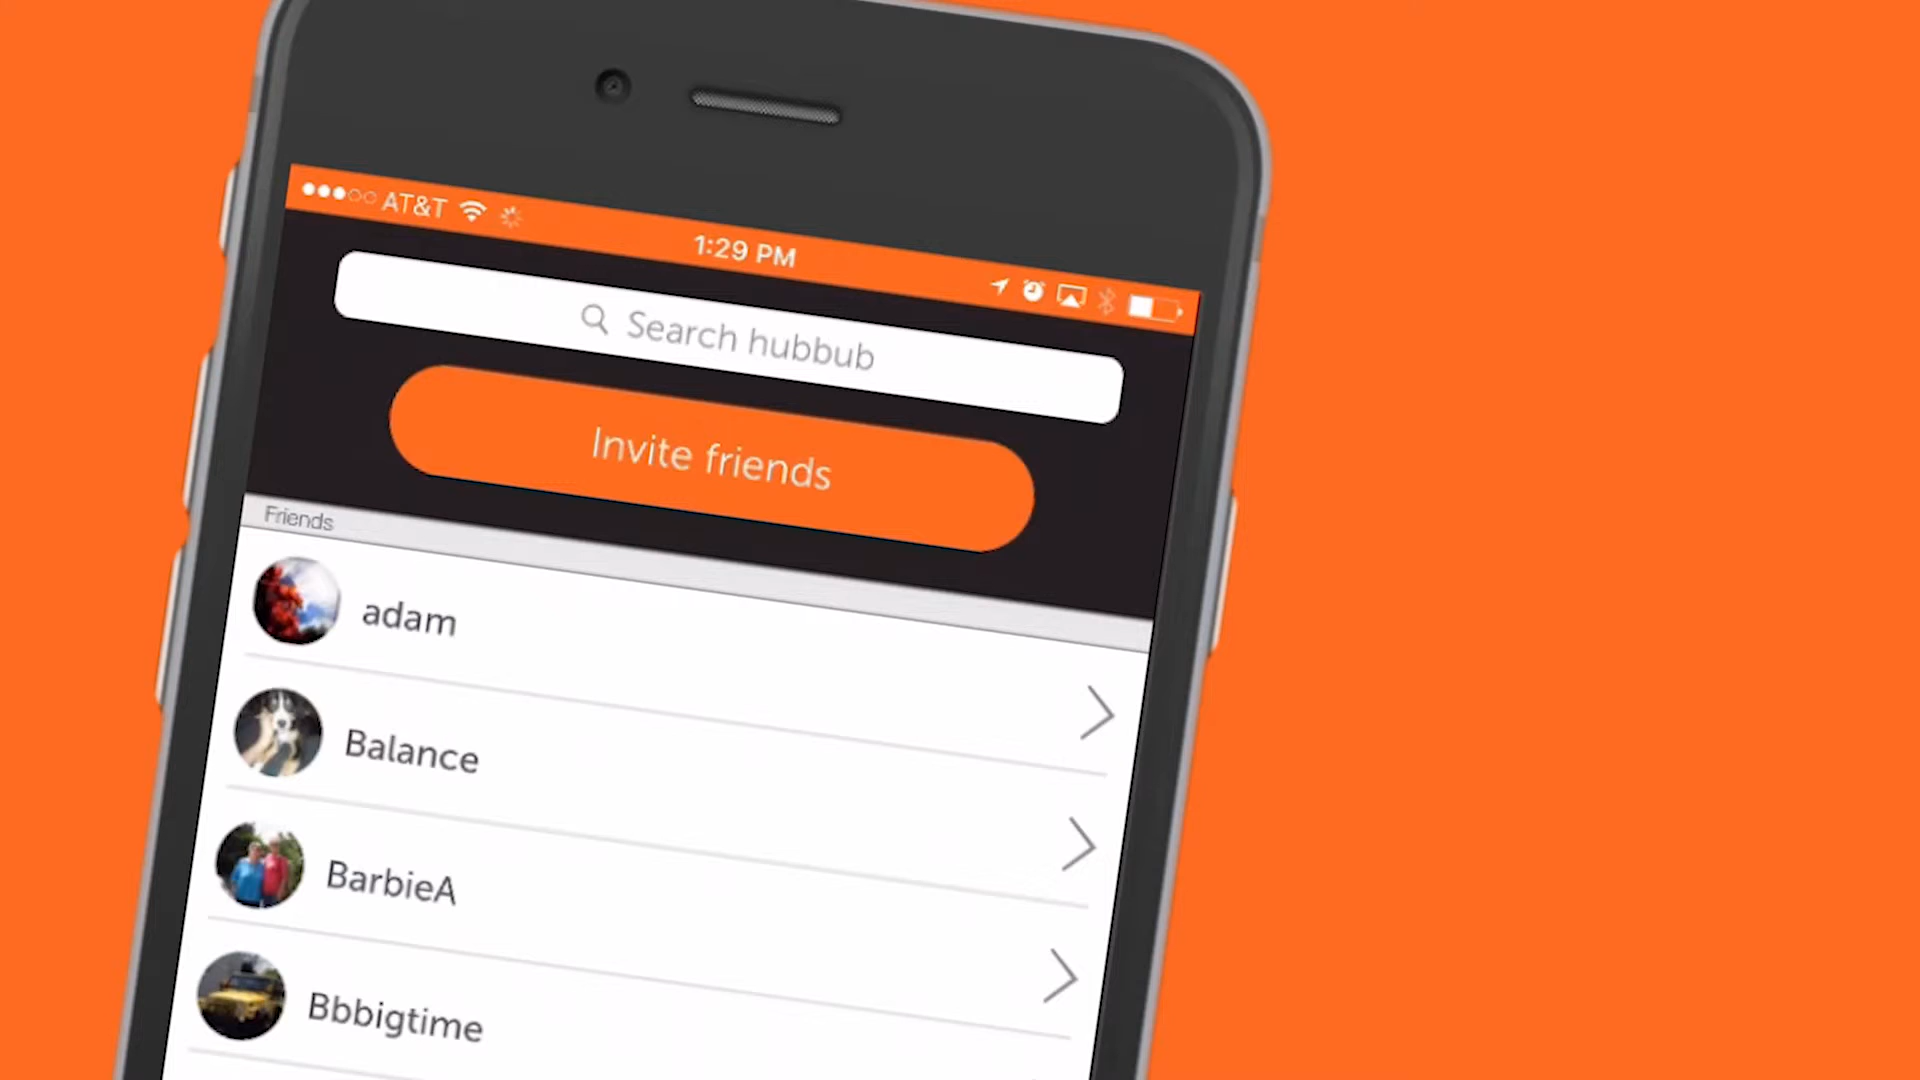 AT&T
1:29 PM
Search hubbub
Invite friends
Friends
adam
Balance
BarbieA
Bbbigtime